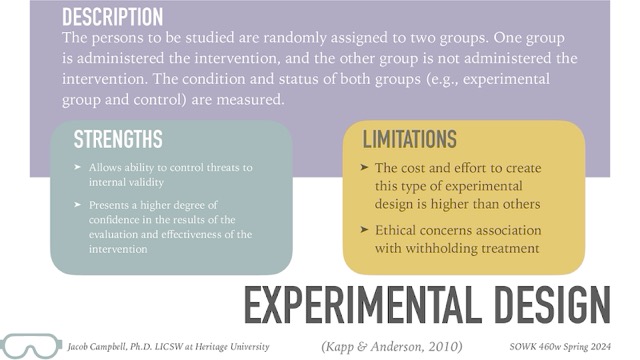 DESCRIPTION
The persons to be studied are randomly assigned to two groups. One group
is administered the intervention, and the other group is not administered the
intervention. The condition and status of both groups (e.g., experimental
group and control) are measured.
STRENGTHS
➤ Allows ability to control threats to
internal validity
➤ Presents a higher degree of
confidence in the results of the
evaluation and effectiveness of the
intervention
LIMITATIONS
➤ The cost and effort to create
this type of experimental
design is higher than others
➤ Ethical concerns association
with withholding treatment
EXPERIMENTAL DESIGN
Jacob Campbell, Ph.D. LICSW at Heritage University
(Kapp & Anderson, 2010)
SOWK 460w Spring 2024